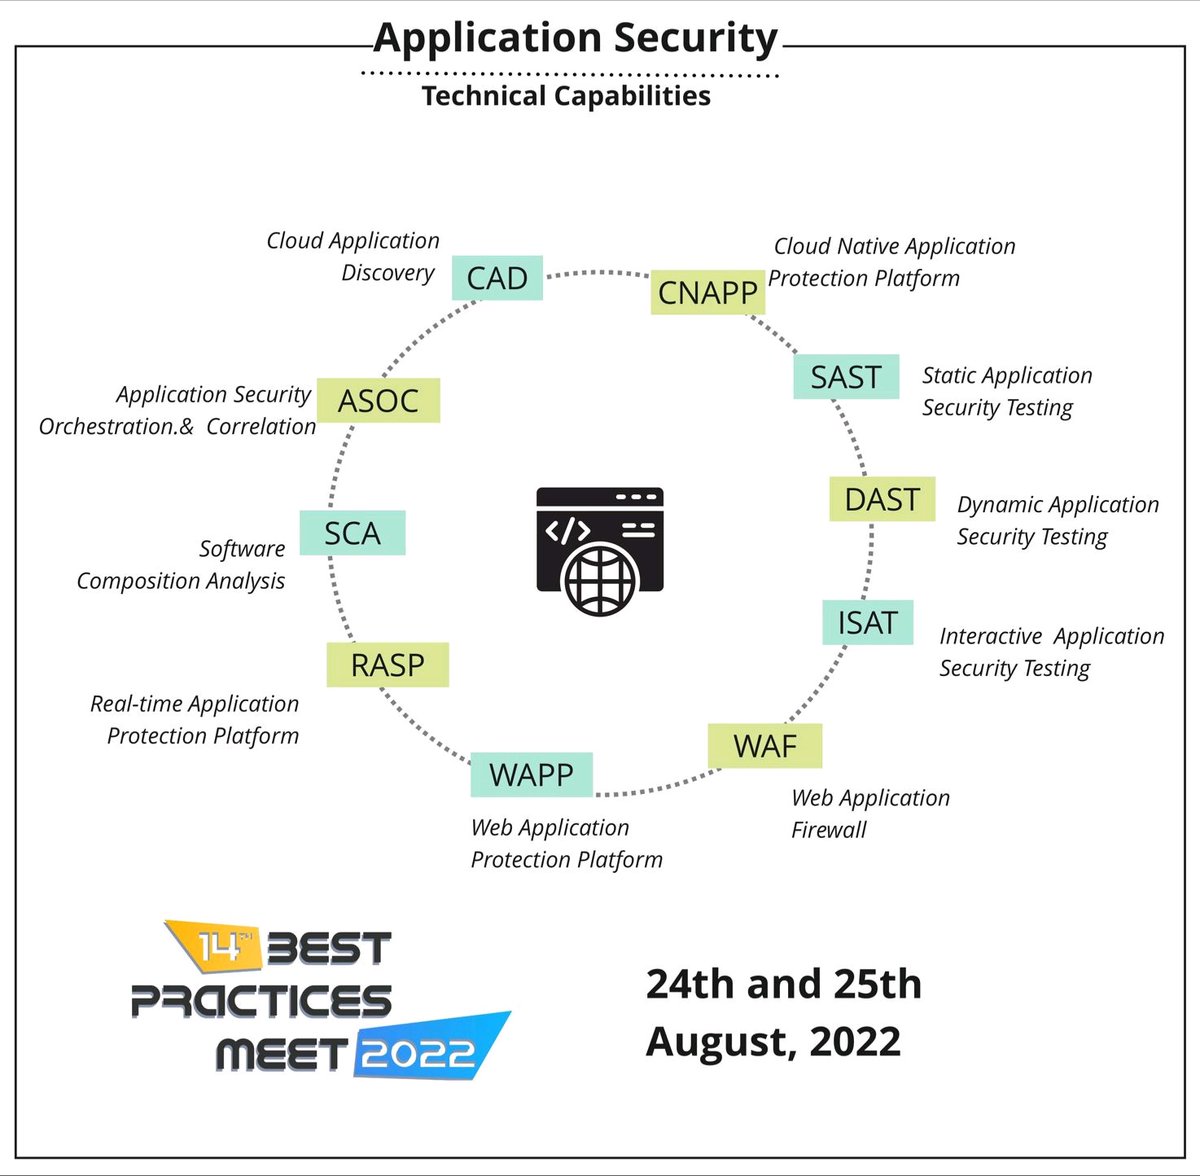 Application Security
Technical Capabilities
Cloud Application
Discovery
CAD
CNAPP
Cloud Native Application
Protection Platform
SAST
Static Application
Security Testing
DAST
Dynamic Application
Security Testing
ISAT
Interactive Application
Security Testing
WAF
Web Application
Firewall
WAPP
Web Application
Protection Platform
RASP
Real-time Application
Protection Platform
SCA
Software
Composition Analysis
ASOC
Application Security
Orchestration.& Correlation
</>
14TH BEST
PRACTICES
MEET 2022
24th and 25th
August, 2022